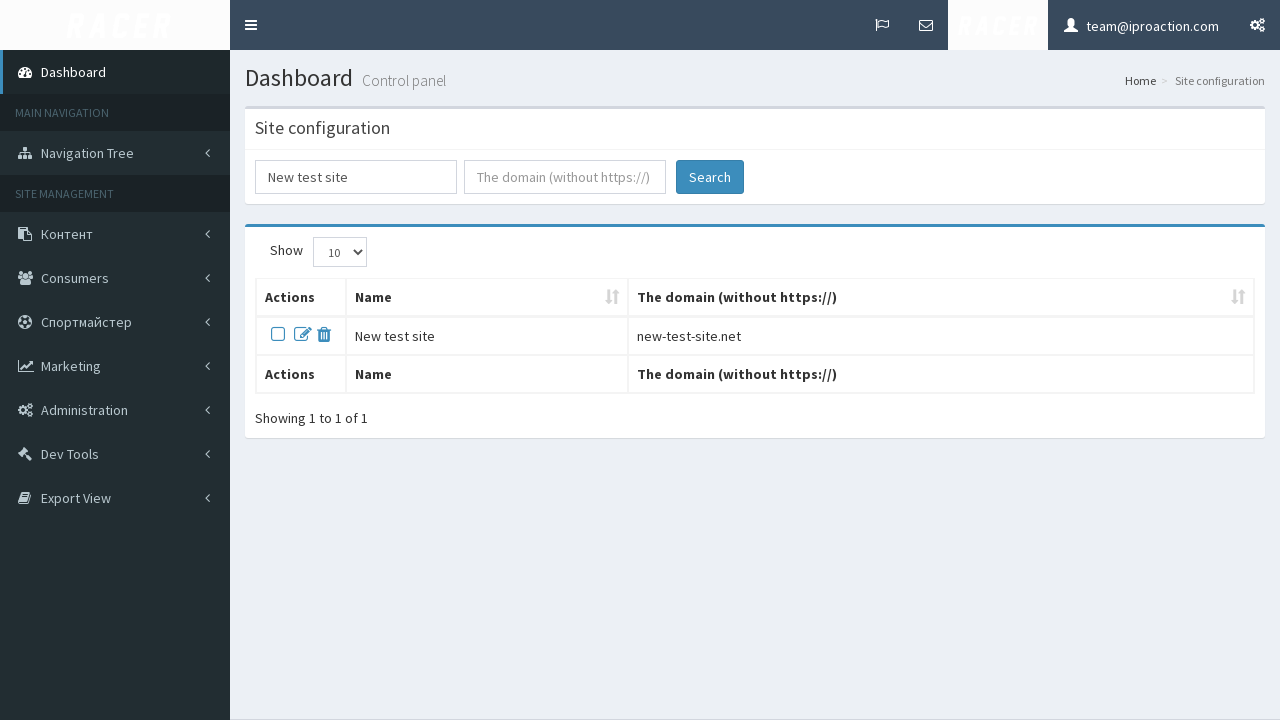 RACER
RACER
team@iproaction.com
Dashboard
MAIN NAVIGATION
Navigation Tree
SITE MANAGEMENT
Контент
Consumers
Спортмайстер
Marketing
Administration
Dev Tools
Export View
Dashboard Control panel
Home > Site configuration
Site configuration
New test site The domain (without https://) Search
Show 10
Actions Name The domain (without https://)
New test site new-test-site.net
Actions Name The domain (without https://)
Showing 1 to 1 of 1